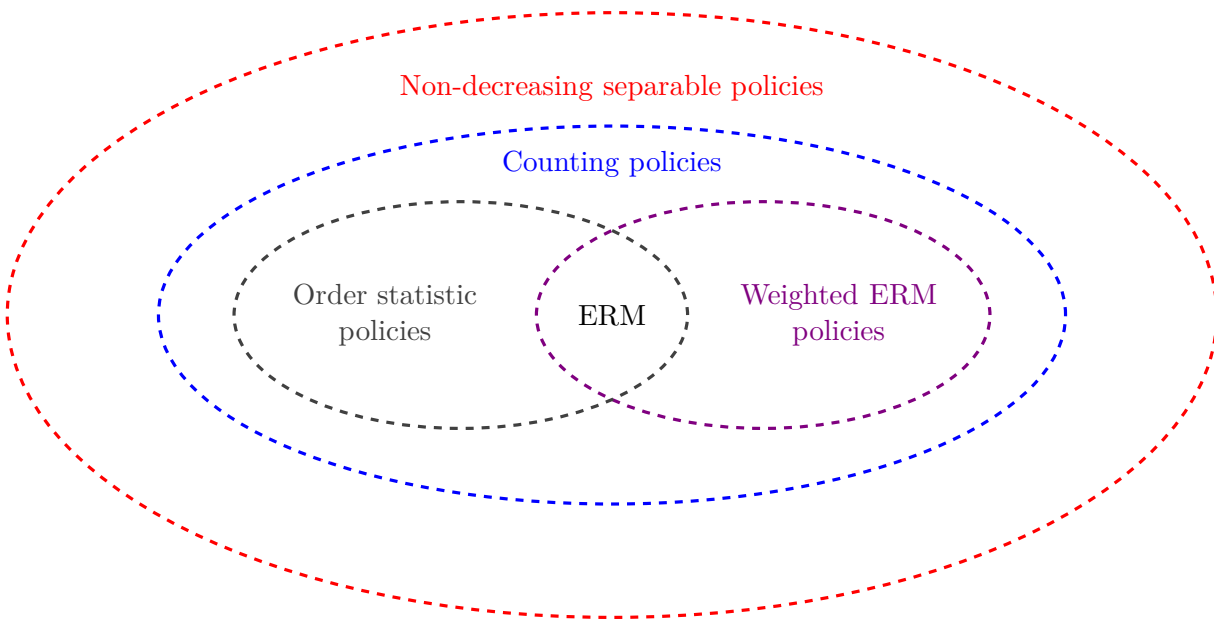 Non-decreasing separable policies
Counting policies
Order statistic
policies
ERM
Weighted ERM
policies